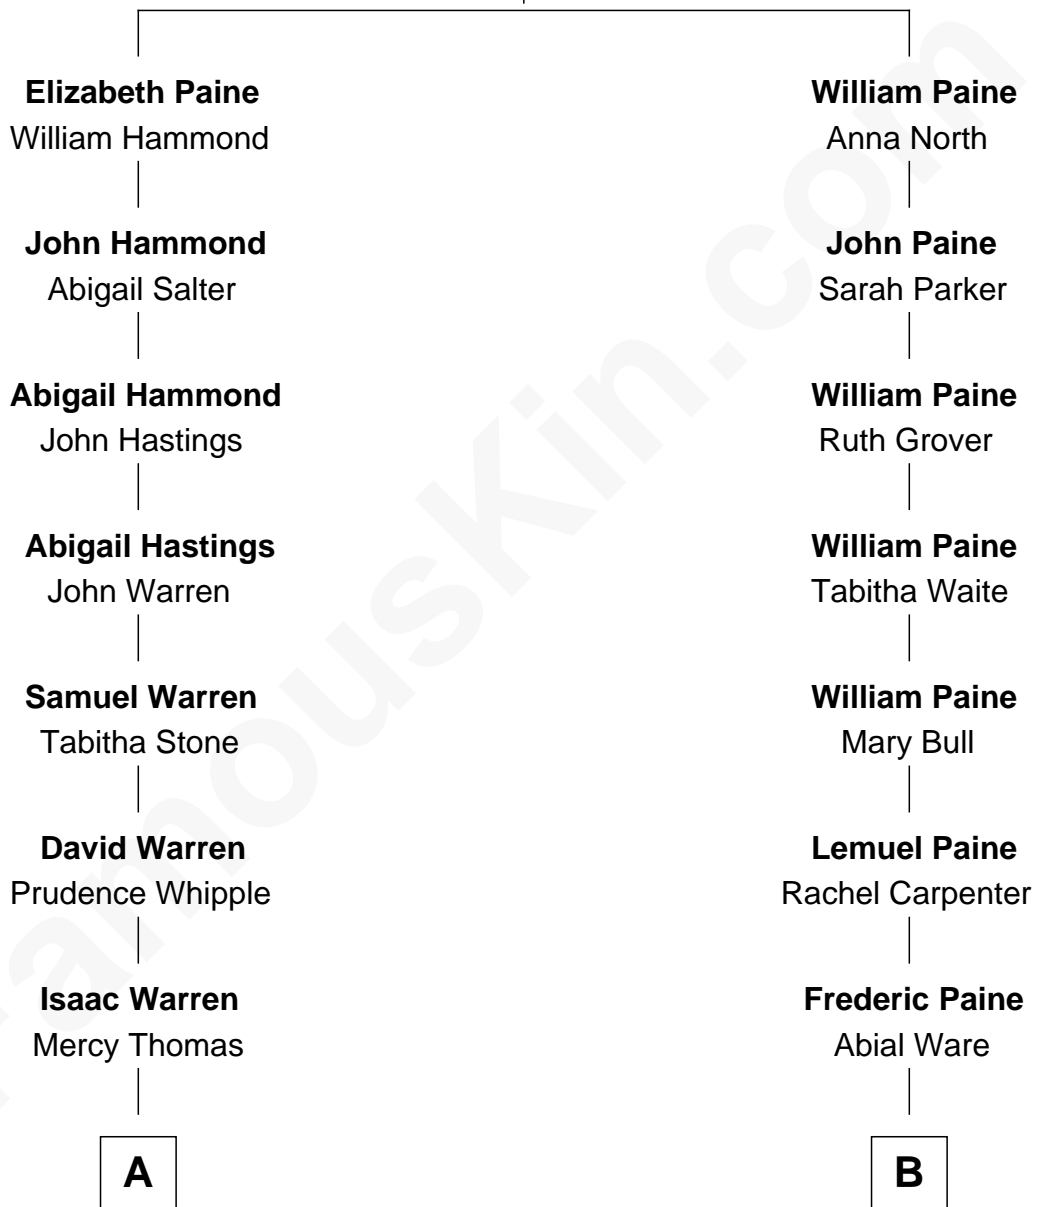 Elizabeth Paine
William Hammond
John Hammond
Abigail Salter
Abigail Hammond
John Hastings
Abigail Hastings
John Warren
Samuel Warren
Tabitha Stone
David Warren
Prudence Whipple
Isaac Warren
Mercy Thomas
A
William Paine
Anna North
John Paine
Sarah Parker
William Paine
Ruth Grover
William Paine
Tabitha Waite
William Paine
Mary Bull
Lemuel Paine
Rachel Carpenter
Frederic Paine
Abial Ware
B
FamousKin.com